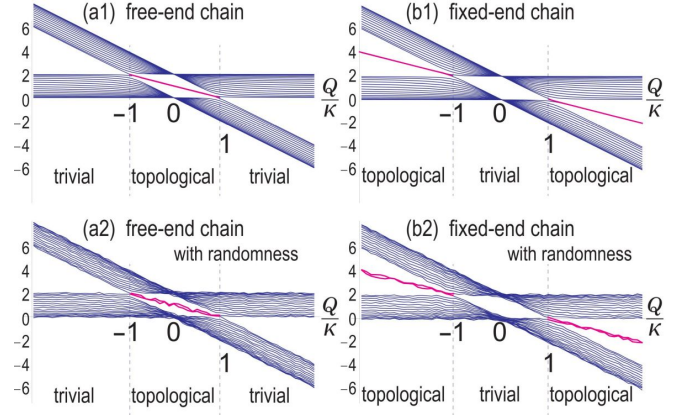 (a1) free-end chain
6
4
2
0
−2
−4
−6
−1 0
1
Q
κ
trivial topological trivial
(b1) fixed-end chain
6
4
2
0
−2
−4
−6
−1 0
1
Q
κ
topological trivial topological
(a2) free-end chain
with randomness
6
4
2
0
−2
−4
−6
−1 0
1
Q
κ
trivial topological trivial
(b2) fixed-end chain
with randomness
6
4
2
0
−2
−4
−6
−1 0
1
Q
κ
topological trivial topological